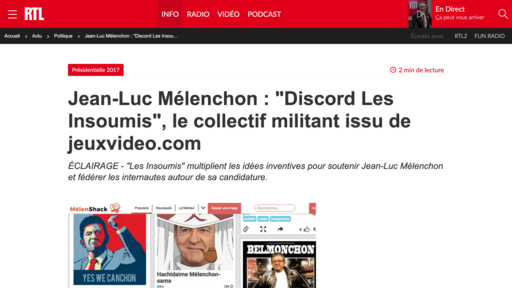 RTL
INFO RADIO VIDÉO PODCAST
En Direct
Ça peut vous arriver
Accueil > Actu > Politique > Jean-Luc Mélenchon : "Discord Les Insou...
Écoutez aussi RTL2 FUN RADIO
Présidentielle 2017
2 min de lecture
Jean-Luc Mélenchon : "Discord Les
Insoumis", le collectif militant issu de
jeuxvideo.com
ÉCLAIRAGE - "Les Insoumis" multiplient les idées inventives pour soutenir Jean-Luc Mélenchon
et fédérer les internautes autour de sa candidature.
MélenShack
Populaire Nouveauté Le Meilleur Ajouter une image Rechercher...
YES WE CANCHON
Hachidaime Mélenchon-
sama
BELMONCHON